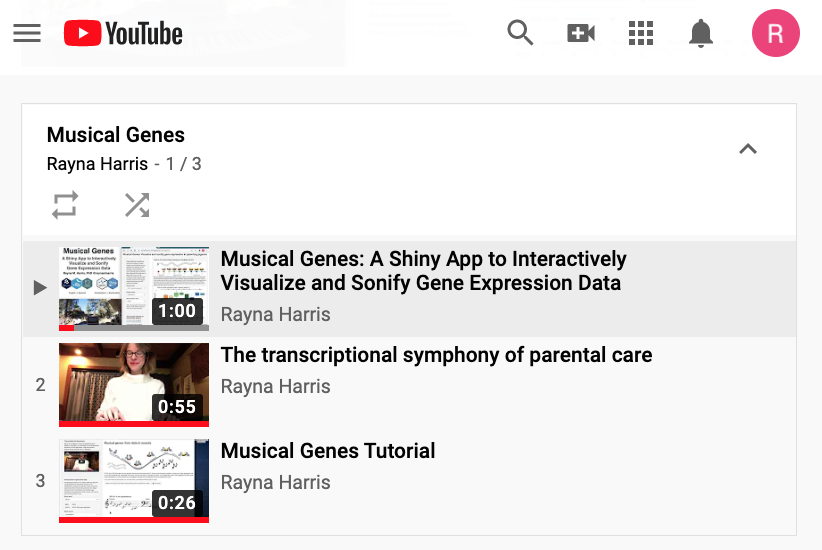 YouTube
R
Musical Genes
Rayna Harris - 1 / 3
Musical Genes
A Shiny App to Interactively
Visualize and Sonify
Gene Expression Data
1:00
Musical Genes: A Shiny App to Interactively
Visualize and Sonify Gene Expression Data
Rayna Harris
2
0:55
The transcriptional symphony of parental care
Rayna Harris
3
0:26
Musical Genes Tutorial
Rayna Harris